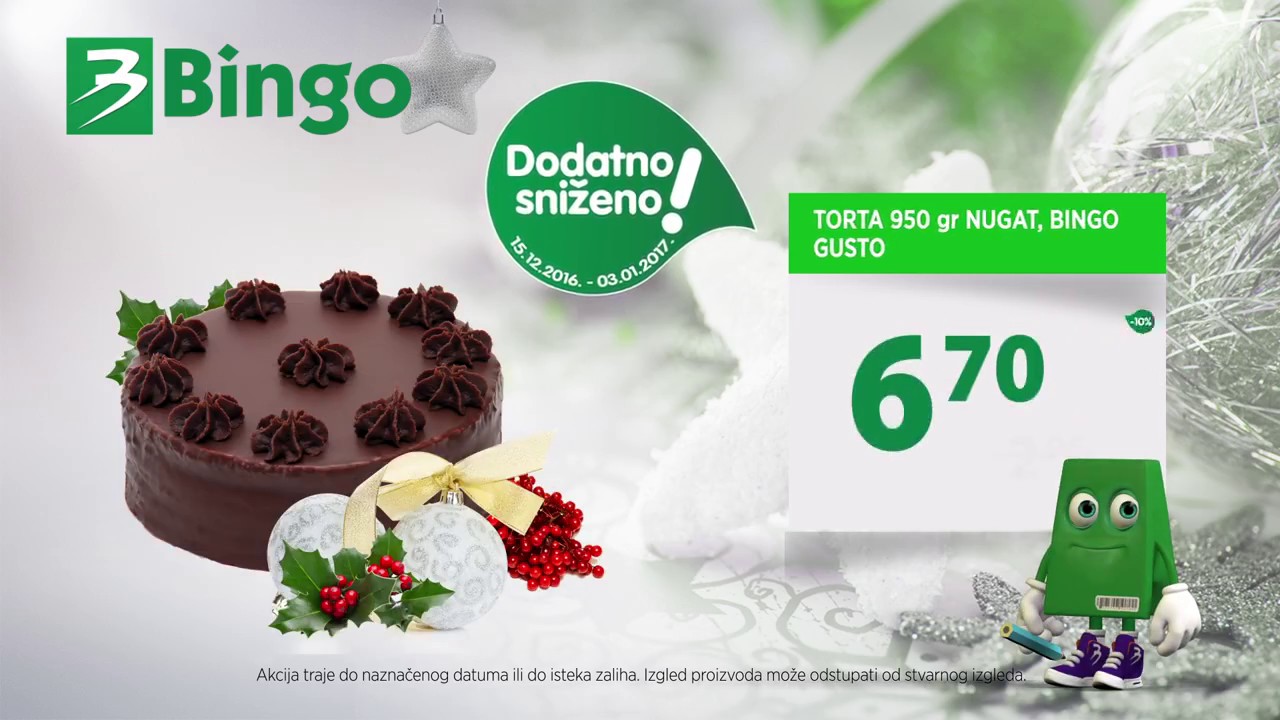 Bingo
Dodatno
sniženo!
15.12.2016. - 03.01.2017.
TORTA 950 gr NUGAT, BINGO
GUSTO
-10%
6 70
Akcija traje do naznačenog datuma ili do isteka zaliha. Izgled proizvoda može odstupati od stvarnog izgleda.